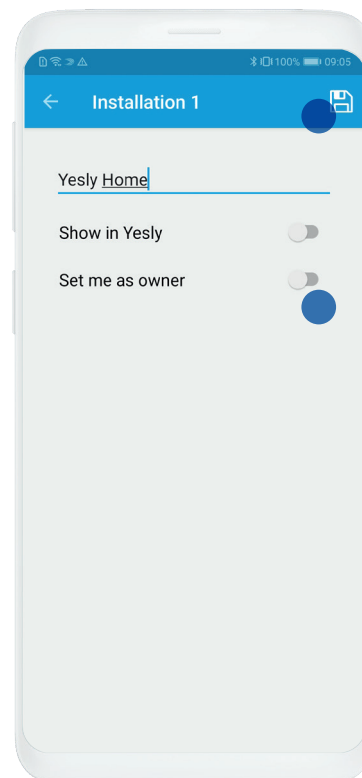 100% 09:05
Installation 1
Yesly Home
Show in Yesly
Set me as owner